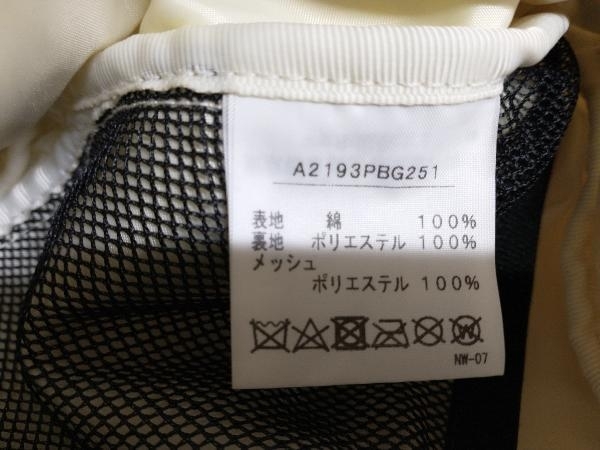 A2193PBG251
表地 綿 100%
裏地 ポリエステル 100%
メッシュ
ポリエステル 100%
W
NW-07